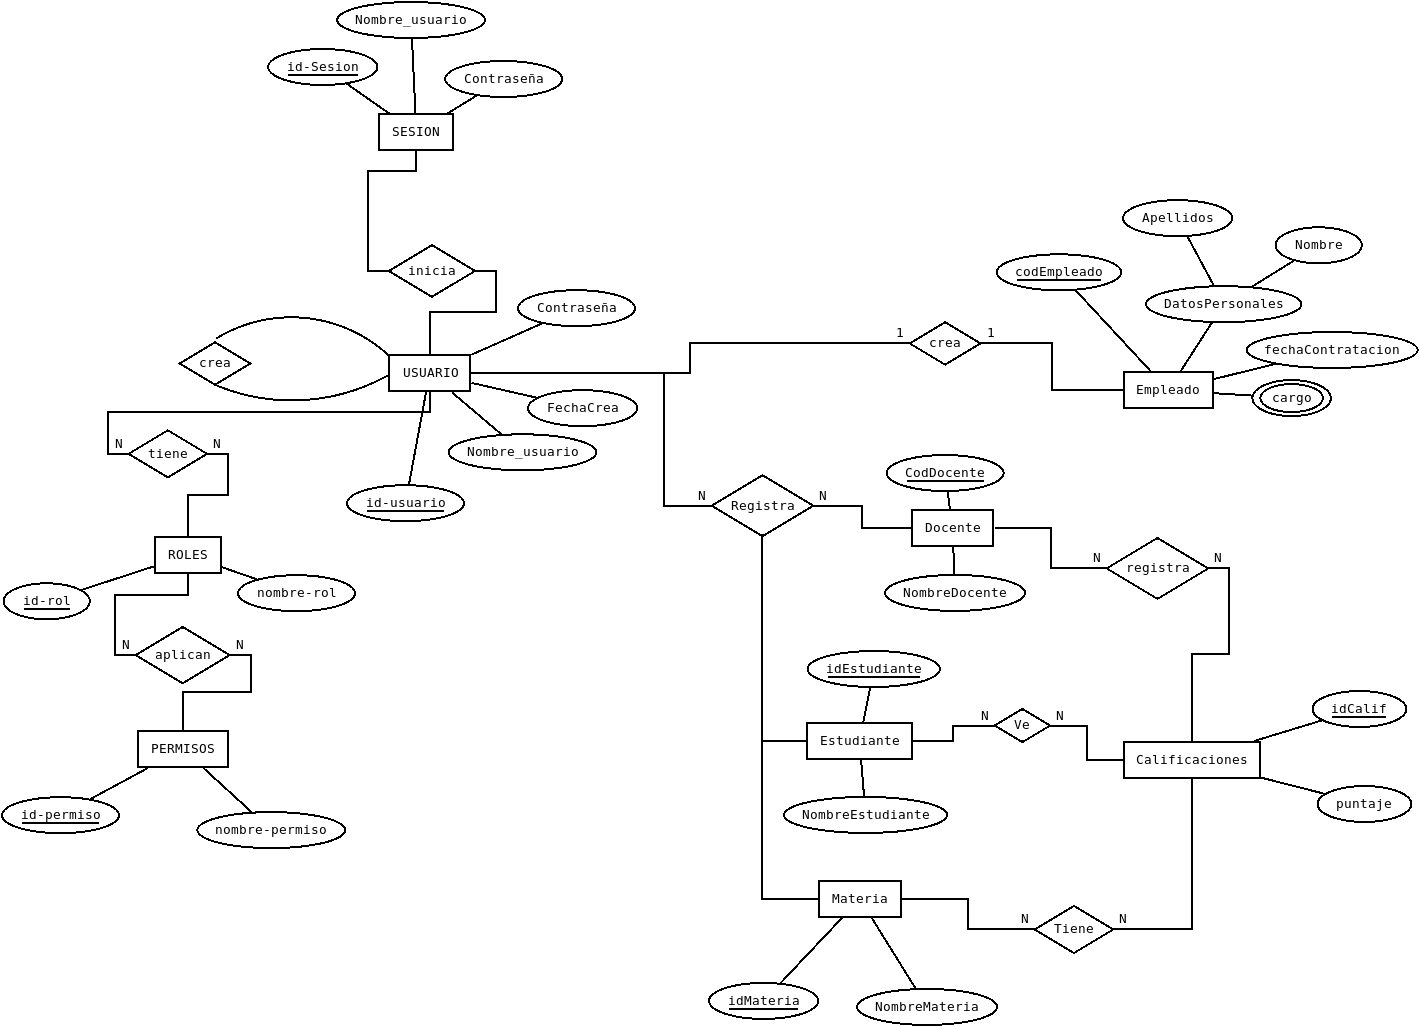 Nombre_usuario
id-Sesion
Contraseña
SESION
Apellidos
Nombre
inicia
codEmpleado
DatosPersonales
Contraseña
1
crea
1
fechaContratacion
crea
USUARIO
Empleado
cargo
FechaCrea
N
tiene
N
Nombre_usuario
CodDocente
id-usuario
N
Registra
N
Docente
ROLES
N
registra
N
id-rol
nombre-rol
NombreDocente
N
aplican
N
idEstudiante
idCalif
N
Ve
N
PERMISOS
Estudiante
Calificaciones
puntaje
id-permiso
nombre-permiso
NombreEstudiante
Materia
N
Tiene
N
idMateria
NombreMateria